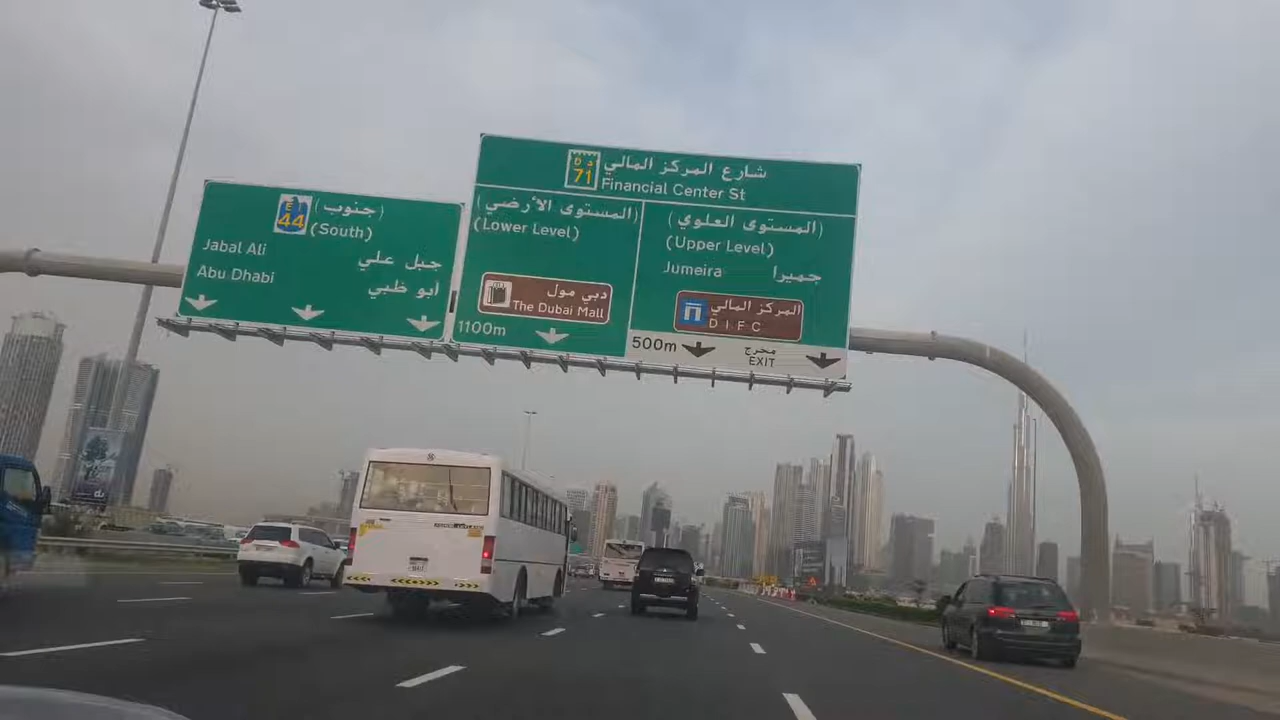 E 44 (جنوب)
(South)
Jabal Ali جبل علي
Abu Dhabi أبو ظبي
D 71 د شارع المركز المالي
Financial Center St
(المستوى الأرضي)
(Lower Level)
دبي مول
The Dubai Mall
1100m
(المستوى العلوي)
(Upper Level)
Jumeira جميرا
المركز المالي
DIFC
500m مخرج
EXIT